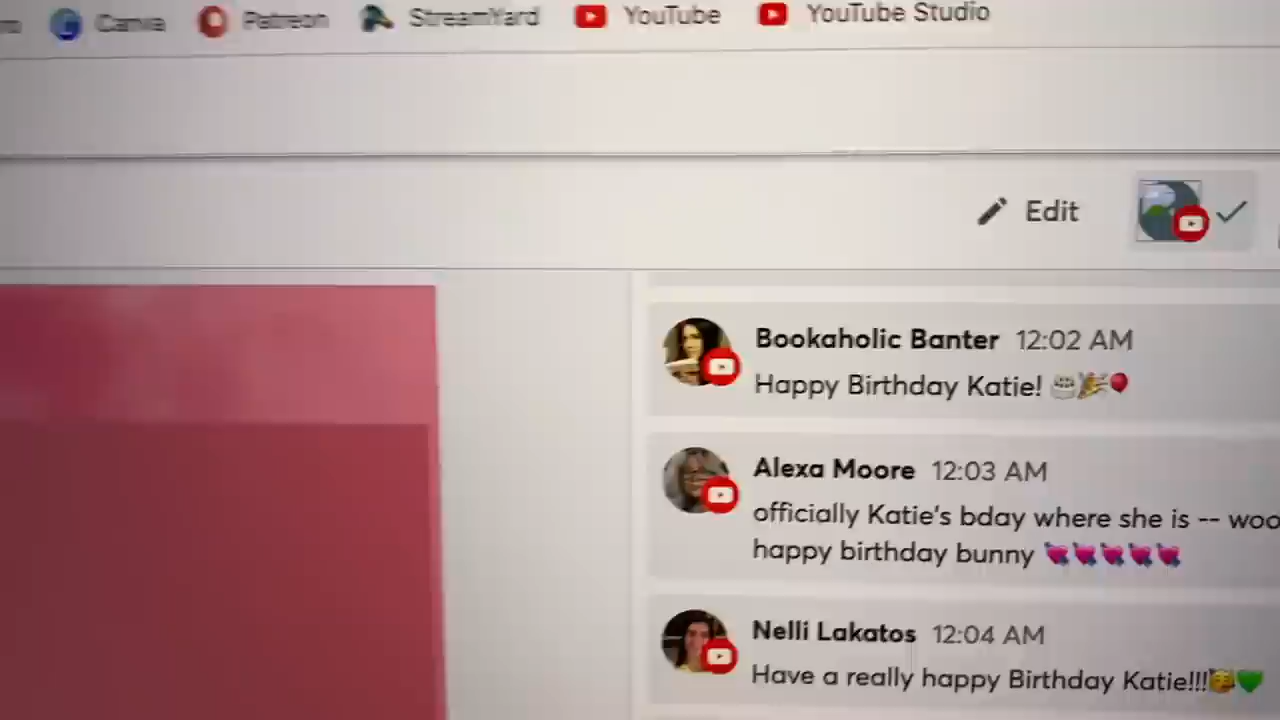 Canva Patreon StreamYard YouTube YouTube Studio
Edit
Bookaholic Banter 12:02 AM
Happy Birthday Katie! 🎂🎉🎈
Alexa Moore 12:03 AM
officially Katie's bday where she is -- woo
happy birthday bunny 💘💘💘💘💘
Nelli Lakatos 12:04 AM
Have a really happy Birthday Katie!!!🥳💚